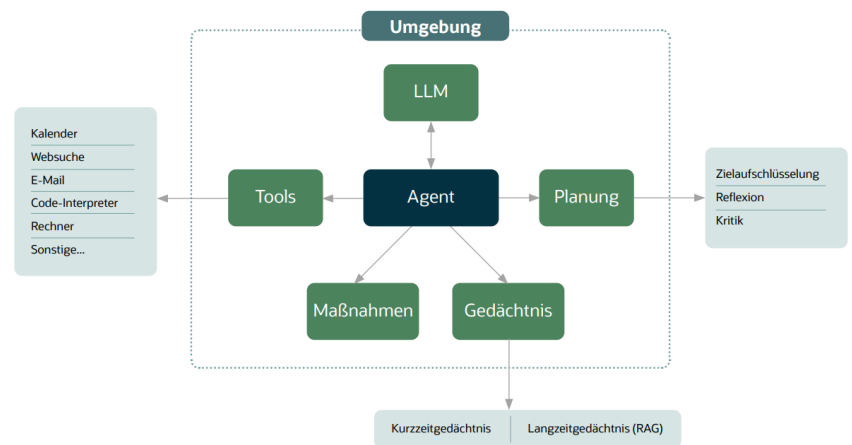 Umgebung
LLM
Kalender
Websuche
E-Mail
Code-Interpreter
Rechner
Sonstige...
Tools
Agent
Planung
Zielaufschlüsselung
Reflexion
Kritik
Maßnahmen
Gedächtnis
Kurzzeitgedächtnis
Langzeitgedächtnis (RAG)